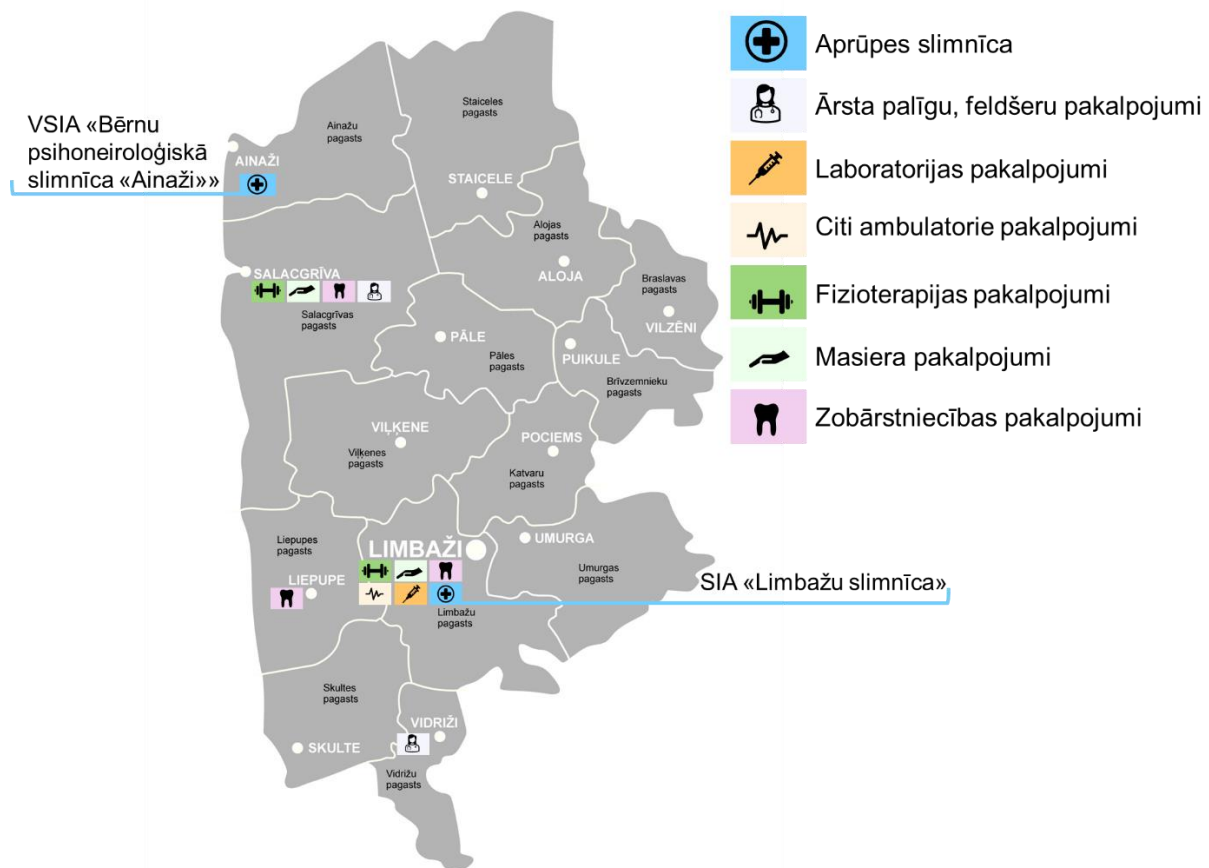 Aprūpes slimnīca
Ārsta palīgu, feldšeru pakalpojumi
Laboratorijas pakalpojumi
Citi ambulatorie pakalpojumi
Fizioterapijas pakalpojumi
Masiera pakalpojumi
Zobārstniecības pakalpojumi
VSIA «Bērnu
psihoneiroloģiskā
slimnīca «Ainaži»»
Ainažu
pagasts
AINAŽI
Staiceles
pagasts
STAICELE
Alojas
pagasts
ALOJA
Braslavas
pagasts
VILZĒNI
SALACGRĪVA
Salacgrīvas
pagasts
PĀLE
Pāles
pagasts
PUIKULE
Brīvzemnieku
pagasts
VIĻĶENE
Viļķenes
pagasts
POCIEMS
Katvaru
pagasts
Liepupes
pagasts
LIEPUPE
LIMBAŽI
Limbažu
pagasts
UMURGA
Umurgas
pagasts
SIA «Limbažu slimnīca»
Skultes
pagasts
SKULTE
VIDRIŽI
Vidrižu
pagasts